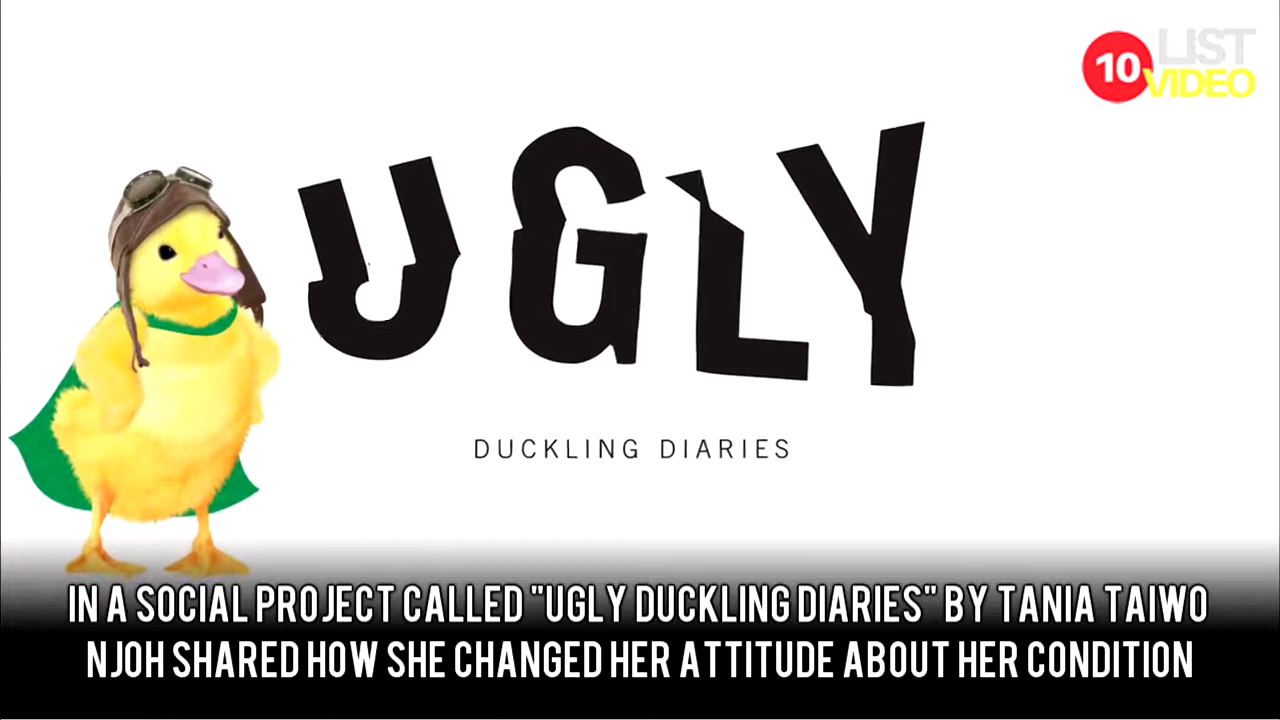 10 LIST
VIDEO
UGLY
DUCKLING DIARIES
IN A SOCIAL PROJECT CALLED "UGLY DUCKLING DIARIES" BY TANIA TAIWO
NJOH SHARED HOW SHE CHANGED HER ATTITUDE ABOUT HER CONDITION